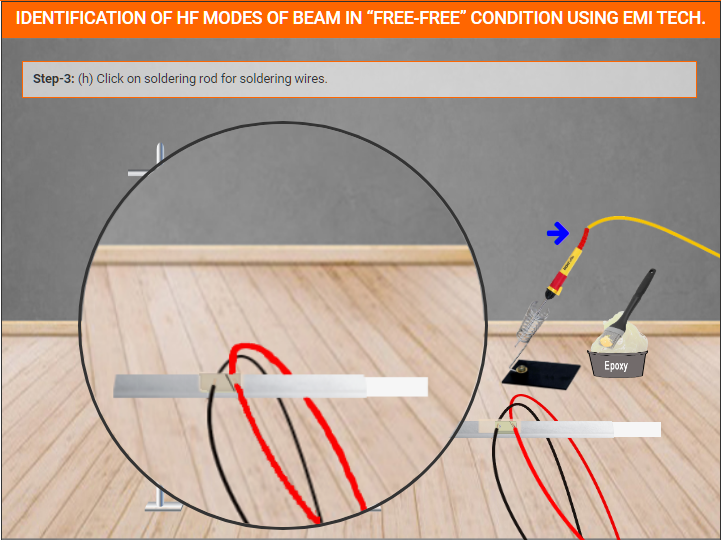 IDENTIFICATION OF HF MODES OF BEAM IN “FREE-FREE” CONDITION USING EMI TECH.
Step-3: (h) Click on soldering rod for soldering wires.
Epoxy